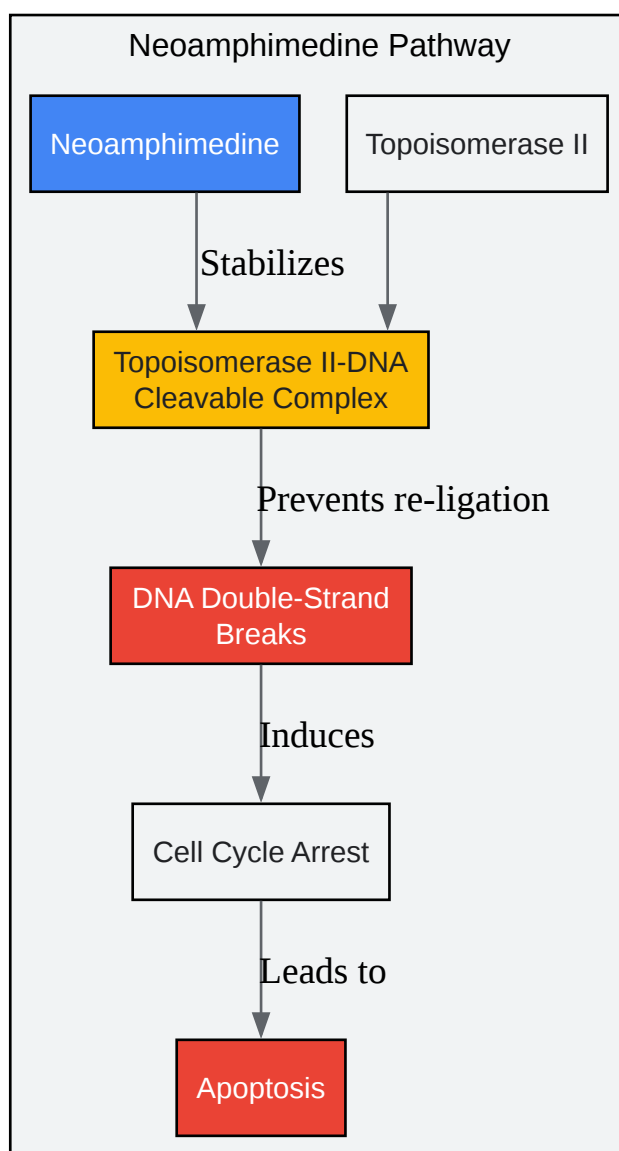 Neoamphimedine Pathway
Neoamphimedine
Topoisomerase II
Stabilizes
Topoisomerase II-DNA
Cleavable Complex
Prevents re-ligation
DNA Double-Strand
Breaks
Induces
Cell Cycle Arrest
Leads to
Apoptosis